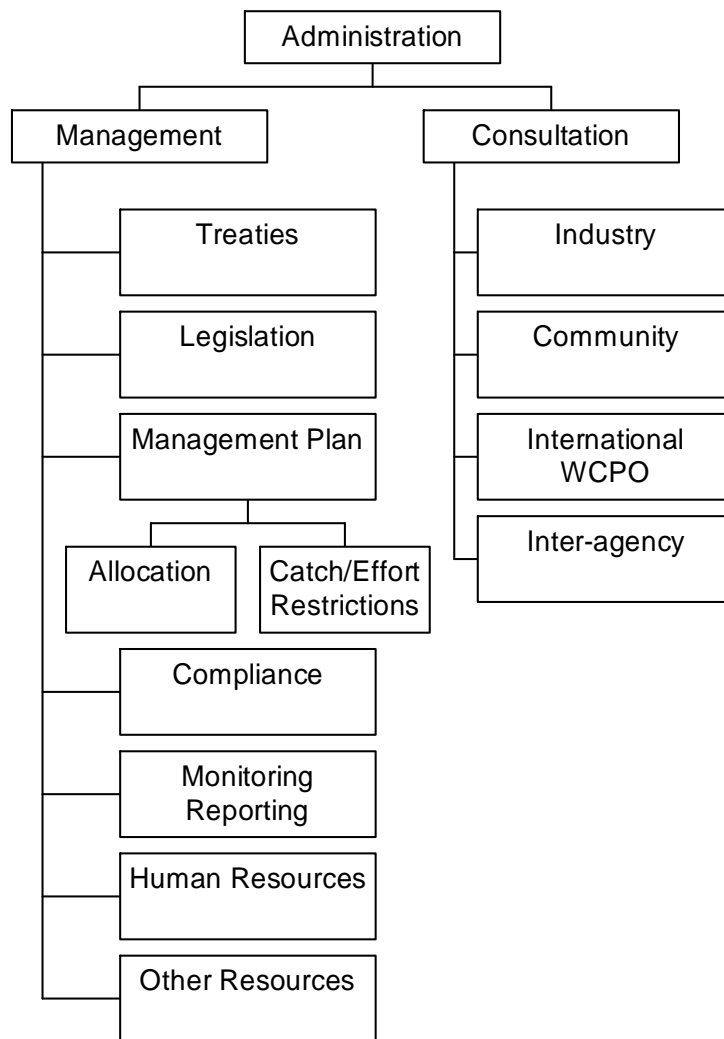 Administration
Management
Consultation
Treaties
Legislation
Management Plan
Allocation
Catch/Effort
Restrictions
Compliance
Monitoring
Reporting
Human Resources
Other Resources
Industry
Community
International
WCPO
Inter-agency